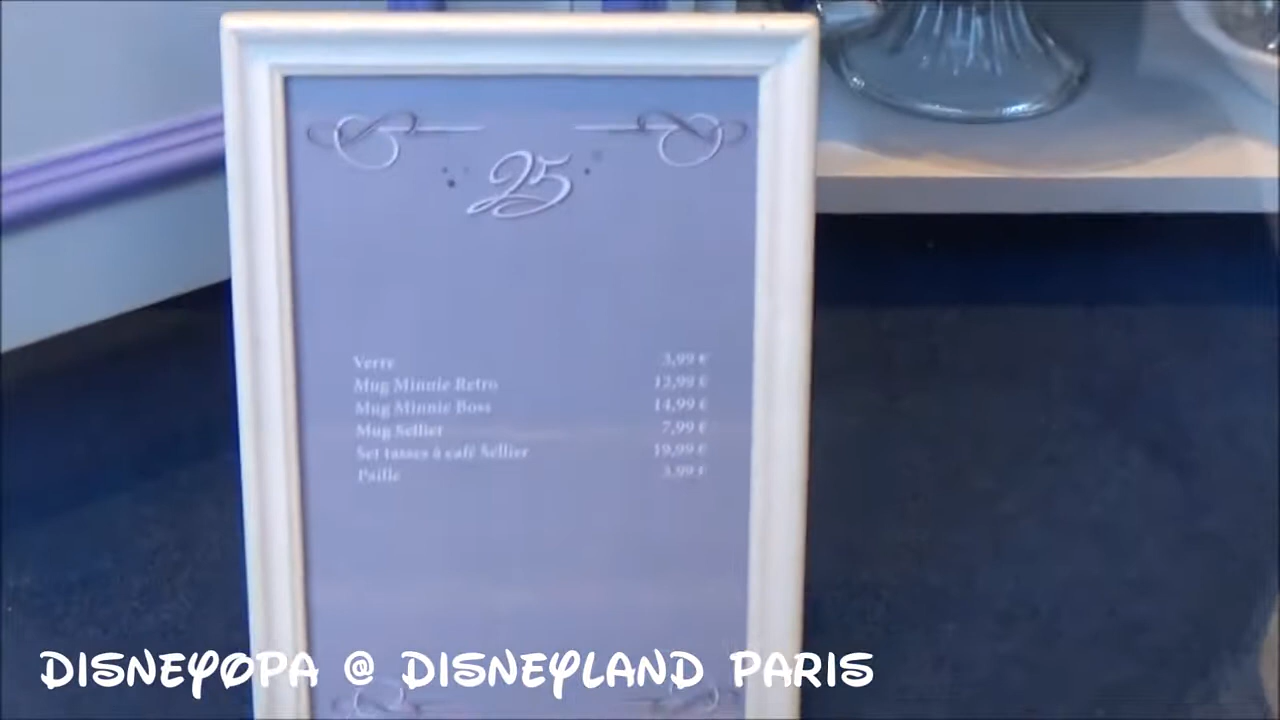 25
Verre 3,99 €
Mug Minnie Retro 12,99 €
Mug Minnie Boss 14,99 €
Mug Sellier 7,99 €
Set tasses à café Sellier 19,99 €
Paille 3,99 €
DISNEYOPA @ DISNEYLAND PARIS